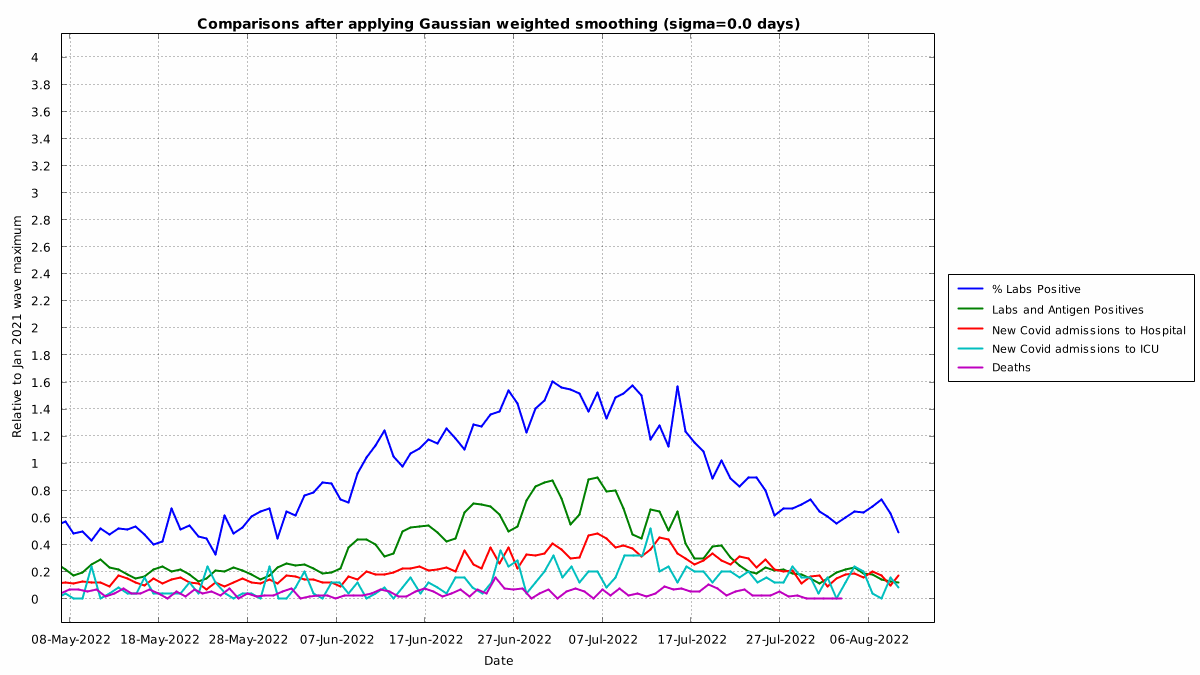 Comparisons after applying Gaussian weighted smoothing (sigma=0.0 days)
4
3.8
3.6
3.4
3.2
3
2.8
2.6
2.4
2.2
2
1.8
1.6
1.4
1.2
1
0.8
0.6
0.4
0.2
0
Relative to Jan 2021 wave maximum
08-May-2022 18-May-2022 28-May-2022 07-Jun-2022 17-Jun-2022 27-Jun-2022 07-Jul-2022 17-Jul-2022 27-Jul-2022 06-Aug-2022
Date
% Labs Positive
Labs and Antigen Positives
New Covid admissions to Hospital
New Covid admissions to ICU
Deaths